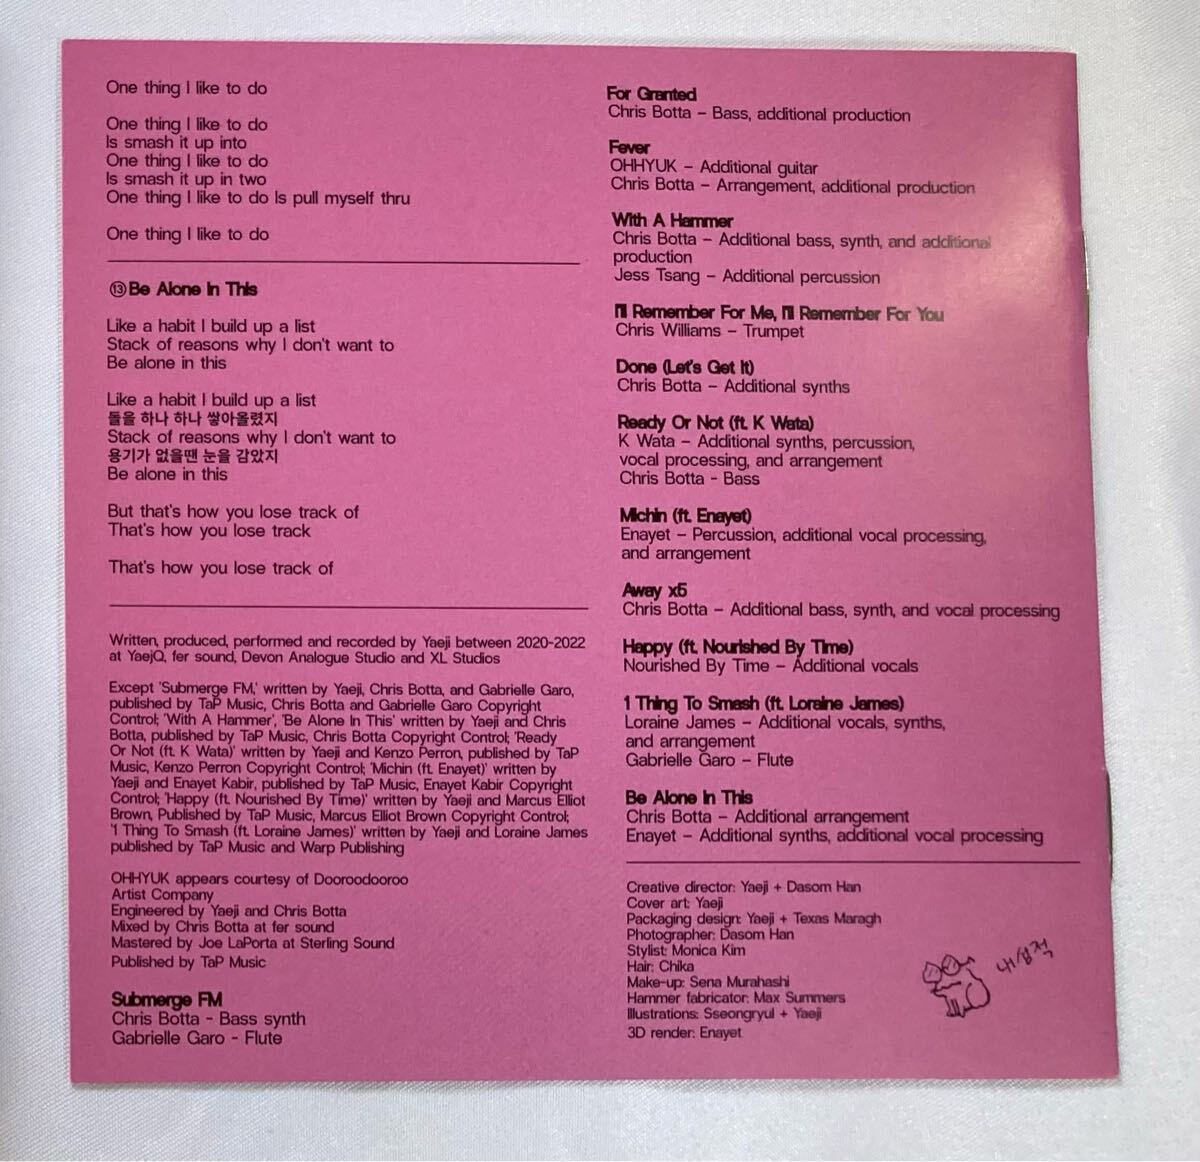 One thing I like to do
One thing I like to do
Is smash it up into
One thing I like to do
Is smash it up in two
One thing I like to do Is pull myself thru
One thing I like to do
⑬Be Alone In This
Like a habit I build up a list
Stack of reasons why I don't want to
Be alone in this
Like a habit I build up a list
돌을 하나 하나 쌓아올렸지
Stack of reasons why I don't want to
용기가 없을땐 눈을 감았지
Be alone in this
But that's how you lose track of
That's how you lose track
That's how you lose track of
Written, produced, performed and recorded by Yaeji between 2020-2022
at YaejQ, fer sound, Devon Analogue Studio and XL Studios
Except 'Submerge FM,' written by Yaeji, Chris Botta, and Gabrielle Garo,
published by TaP Music, Chris Botta and Gabrielle Garo Copyright
Control; 'With A Hammer', 'Be Alone In This' written by Yaeji and Chris
Botta, published by TaP Music, Chris Botta Copyright Control; 'Ready
Or Not (ft. K Wata)' written by Yaeji and Kenzo Perron, published by TaP
Music, Kenzo Perron Copyright Control; 'Michin (ft. Enayet)' written by
Yaeji and Enayet Kabir, published by TaP Music, Enayet Kabir Copyright
Control; 'Happy (ft. Nourished By Time)' written by Yaeji and Marcus Elliot
Brown, Published by TaP Music, Marcus Elliot Brown Copyright Control;
'1 Thing To Smash (ft. Loraine James)' written by Yaeji and Loraine James
published by TaP Music and Warp Publishing
OHHYUK appears courtesy of Dooroodooroo
Artist Company
Engineered by Yaeji and Chris Botta
Mixed by Chris Botta at fer sound
Mastered by Joe LaPorta at Sterling Sound
Published by TaP Music
Submerge FM
Chris Botta - Bass synth
Gabrielle Garo - Flute
For Granted
Chris Botta – Bass, additional production
Fever
OHHYUK – Additional guitar
Chris Botta – Arrangement, additional production
With A Hammer
Chris Botta – Additional bass, synth, and additional
production
Jess Tsang – Additional percussion
I'll Remember For Me, I'll Remember For You
Chris Williams – Trumpet
Done (Let's Get It)
Chris Botta – Additional synths
Ready Or Not (ft. K Wata)
K Wata – Additional synths, percussion,
vocal processing, and arrangement
Chris Botta - Bass
Michin (ft. Enayet)
Enayet – Percussion, additional vocal processing,
and arrangement
Away x5
Chris Botta – Additional bass, synth, and vocal processing
Happy (ft. Nourished By Time)
Nourished By Time – Additional vocals
1 Thing To Smash (ft. Loraine James)
Loraine James – Additional vocals, synths,
and arrangement
Gabrielle Garo – Flute
Be Alone In This
Chris Botta – Additional arrangement
Enayet – Additional synths, additional vocal processing
Creative director: Yaeji + Dasom Han
Cover art: Yaeji
Packaging design: Yaeji + Texas Maragh
Photographer: Dasom Han
Stylist: Monica Kim
Hair: Chika
Make-up: Sena Murahashi
Hammer fabricator: Max Summers
Illustrations: Sseongryul + Yaeji
3D render: Enayet